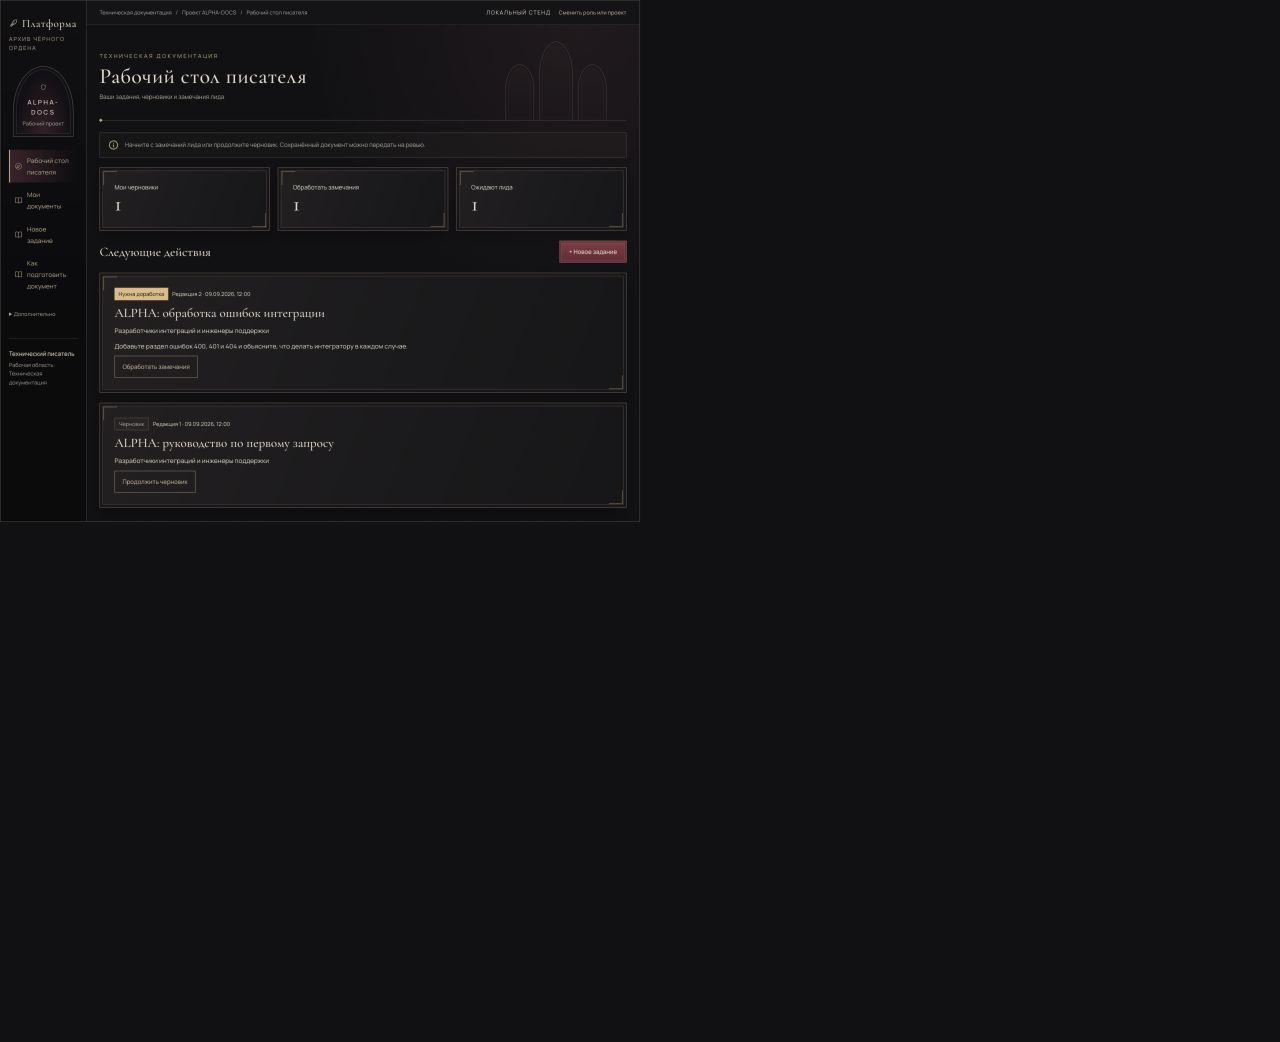 Платформа
АРХИВ ЧЁРНОГО
ОРДЕНА
ALPHA-
DOCS
Рабочий проект
Рабочий стол
писателя
Мои
документы
Новое
задание
Как
подготовить
документ
Дополнительно
Технический писатель
Рабочая область:
Техническая
документация
Техническая документация / Проект ALPHA-DOCS / Рабочий стол писателя
ЛОКАЛЬНЫЙ СТЕНД Сменить роль или проект
ТЕХНИЧЕСКАЯ ДОКУМЕНТАЦИЯ
Рабочий стол писателя
Ваши задания, черновики и замечания лида
Начните с замечаний лида или продолжите черновик. Сохранённый документ можно передать на ревью.
Мои черновики
1
Обработать замечания
1
Ожидают лида
1
Следующие действия
+ Новое задание
Нужна доработка Редакция 2 · 09.09.2026, 12:00
ALPHA: обработка ошибок интеграции
Разработчики интеграций и инженеры поддержки
Добавьте раздел ошибок 400, 401 и 404 и объясните, что делать интегратору в каждом случае.
Обработать замечания
Черновик Редакция 1 · 09.09.2026, 12:00
ALPHA: руководство по первому запросу
Разработчики интеграций и инженеры поддержки
Продолжить черновик